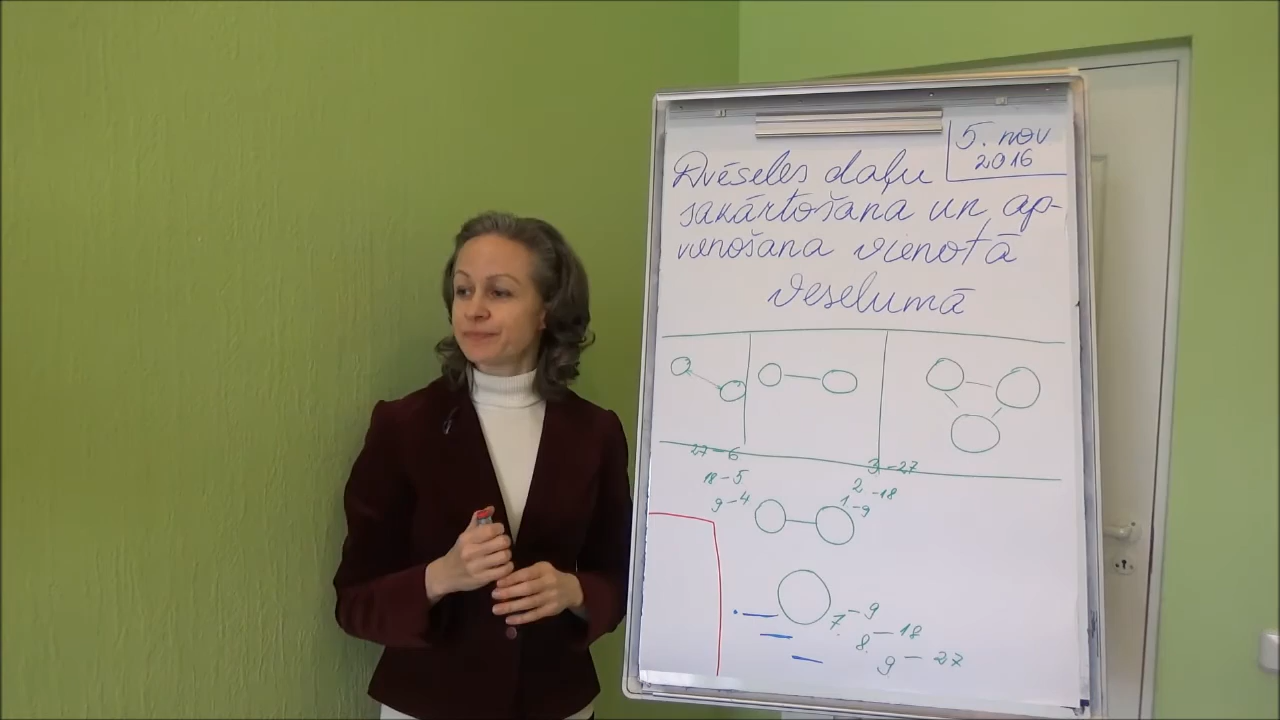 5. nov
2016
Dvēseles daļu
sakārtošana un ap-
vienošana vienotā
veselumā
27-6
18-5
9-4
3-27
2-18
1-9
7-9
8-18
9-27